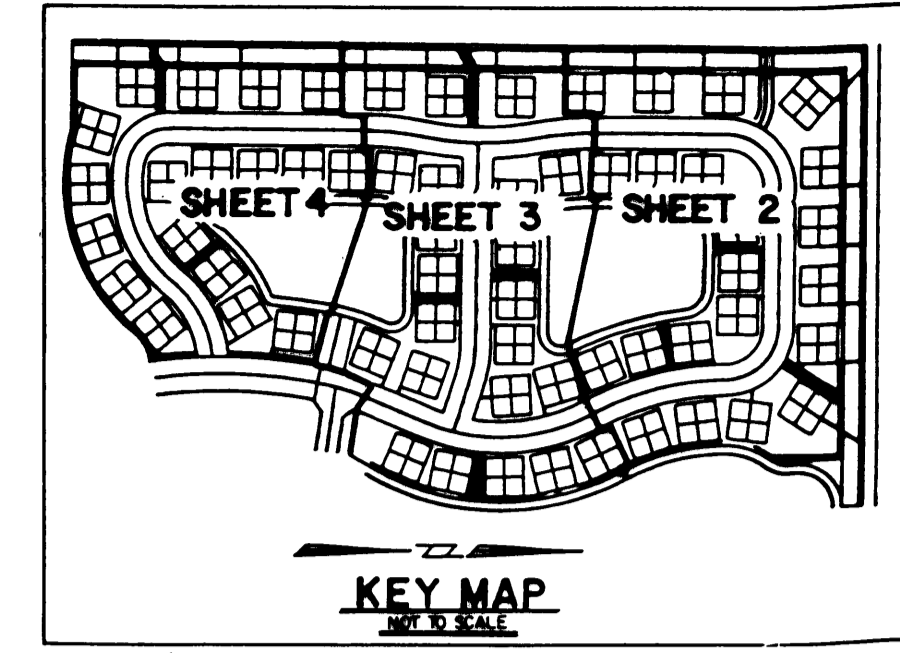 SHEET 4
SHEET 3
SHEET 2
N
KEY MAP
NOT TO SCALE